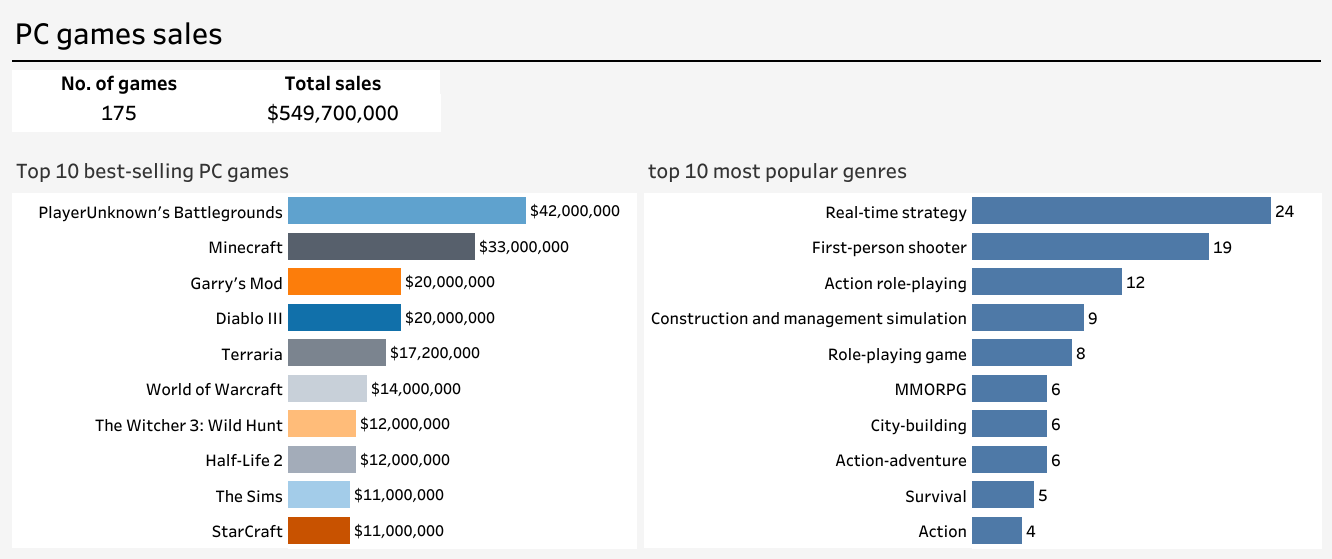 PC games sales
No. of games Total sales
175 $549,700,000
Top 10 best-selling PC games
PlayerUnknown's Battlegrounds $42,000,000
Minecraft $33,000,000
Garry's Mod $20,000,000
Diablo III $20,000,000
Terraria $17,200,000
World of Warcraft $14,000,000
The Witcher 3: Wild Hunt $12,000,000
Half-Life 2 $12,000,000
The Sims $11,000,000
StarCraft $11,000,000
top 10 most popular genres
Real-time strategy 24
First-person shooter 19
Action role-playing 12
Construction and management simulation 9
Role-playing game 8
MMORPG 6
City-building 6
Action-adventure 6
Survival 5
Action 4